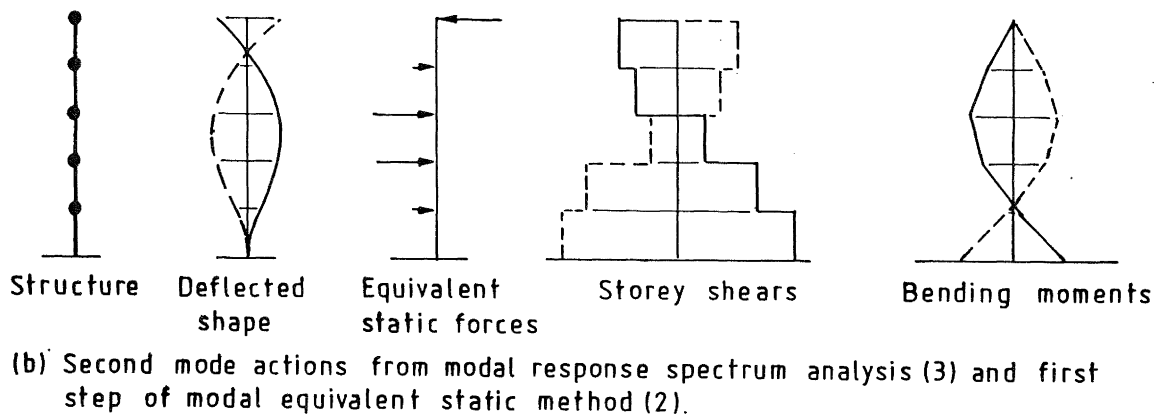 Structure
Deflected shape
Equivalent static forces
Storey shears
Bending moments
(b) Second mode actions from modal response spectrum analysis (3) and first
step of modal equivalent static method (2).